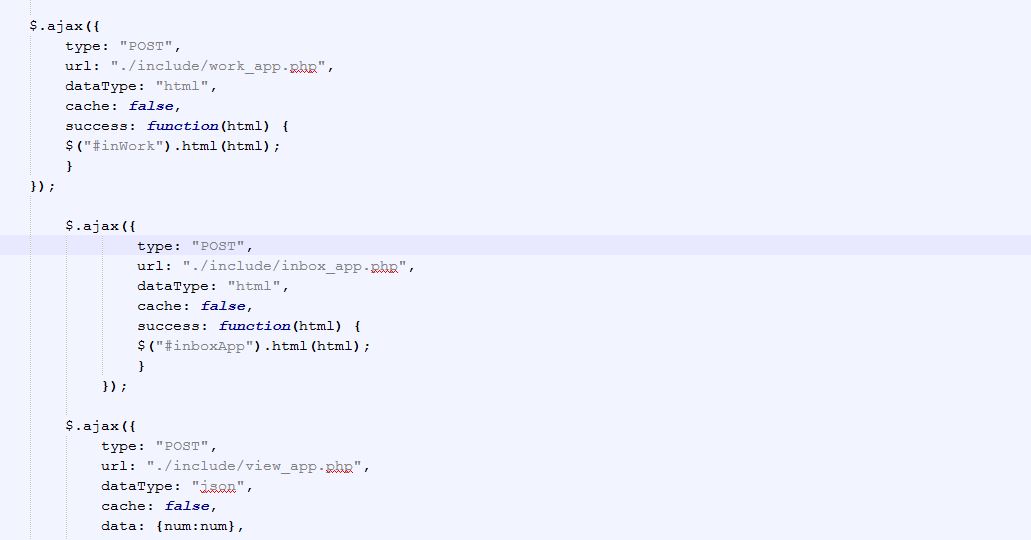 $.ajax({
type: "POST",
url: "./include/work_app.php",
dataType: "html",
cache: false,
success: function(html) {
$("#inWork").html(html);
}
});
$.ajax({
type: "POST",
url: "./include/inbox_app.php",
dataType: "html",
cache: false,
success: function(html) {
$("#inboxApp").html(html);
}
});
$.ajax({
type: "POST",
url: "./include/view_app.php",
dataType: "json",
cache: false,
data: {num:num},